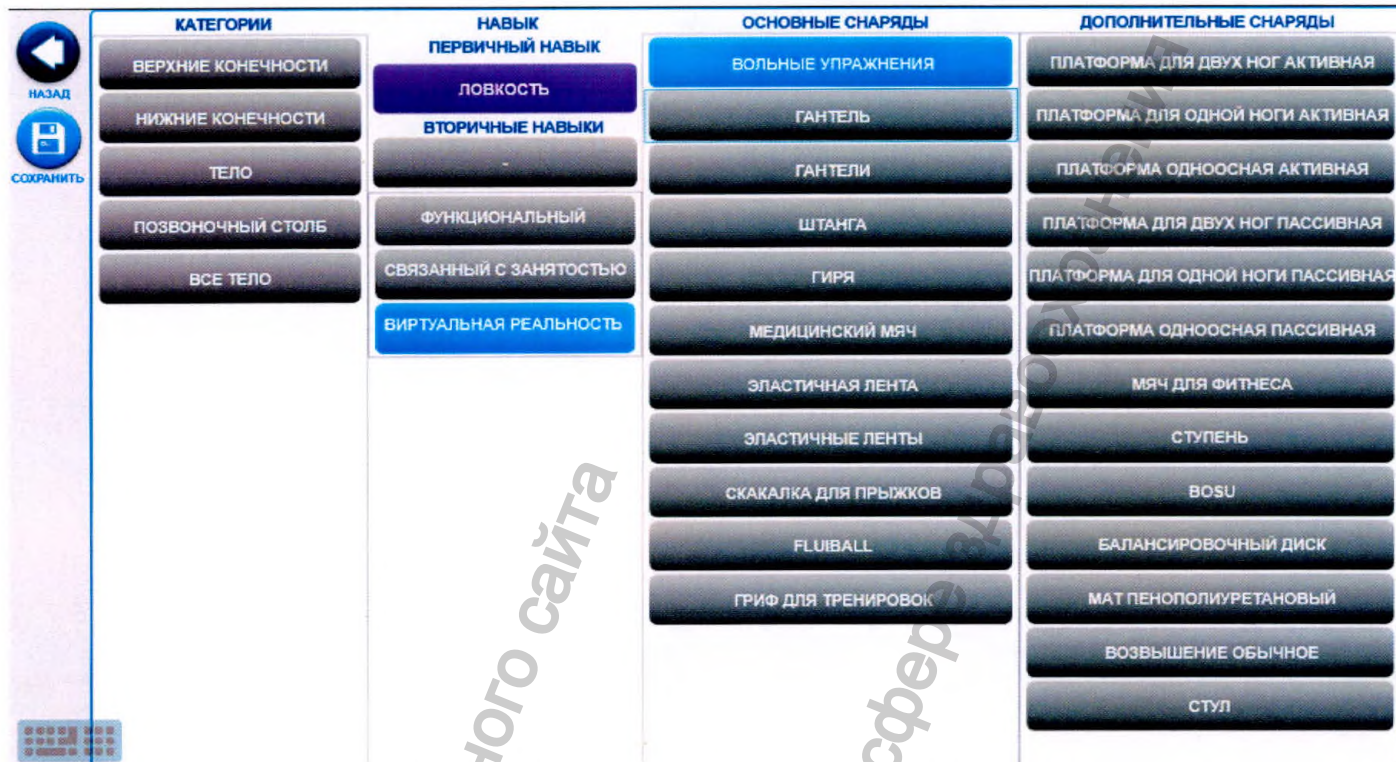 НАЗАД
СОХРАНИТЬ
КАТЕГОРИИ
ВЕРХНИЕ КОНЕЧНОСТИ
НИЖНИЕ КОНЕЧНОСТИ
ТЕЛО
ПОЗВОНОЧНЫЙ СТОЛБ
ВСЕ ТЕЛО
НАВЫК
ПЕРВИЧНЫЙ НАВЫК
ЛОВКОСТЬ
ВТОРИЧНЫЕ НАВЫКИ
-
ФУНКЦИОНАЛЬНЫЙ
СВЯЗАННЫЙ С ЗАНЯТОСТЬЮ
ВИРТУАЛЬНАЯ РЕАЛЬНОСТЬ
ОСНОВНЫЕ СНАРЯДЫ
ВОЛЬНЫЕ УПРАЖНЕНИЯ
ГАНТЕЛЬ
ГАНТЕЛИ
ШТАНГА
ГИРЯ
МЕДИЦИНСКИЙ МЯЧ
ЭЛАСТИЧНАЯ ЛЕНТА
ЭЛАСТИЧНЫЕ ЛЕНТЫ
СКАКАЛКА ДЛЯ ПРЫЖКОВ
FLUIBALL
ГРИФ ДЛЯ ТРЕНИРОВОК
ДОПОЛНИТЕЛЬНЫЕ СНАРЯДЫ
ПЛАТФОРМА ДЛЯ ДВУХ НОГ АКТИВНАЯ
ПЛАТФОРМА ДЛЯ ОДНОЙ НОГИ АКТИВНАЯ
ПЛАТФОРМА ОДНООСНАЯ АКТИВНАЯ
ПЛАТФОРМА ДЛЯ ДВУХ НОГ ПАССИВНАЯ
ПЛАТФОРМА ДЛЯ ОДНОЙ НОГИ ПАССИВНАЯ
ПЛАТФОРМА ОДНООСНАЯ ПАССИВНАЯ
МЯЧ ДЛЯ ФИТНЕСА
СТУПЕНЬ
BOSU
БАЛАНСИРОВОЧНЫЙ ДИСК
МАТ ПЕНОПОЛИУРЕТАНОВЫЙ
ВОЗВЫШЕНИЕ ОБЫЧНОЕ
СТУЛ
ного сайта
сфере здравоохранения